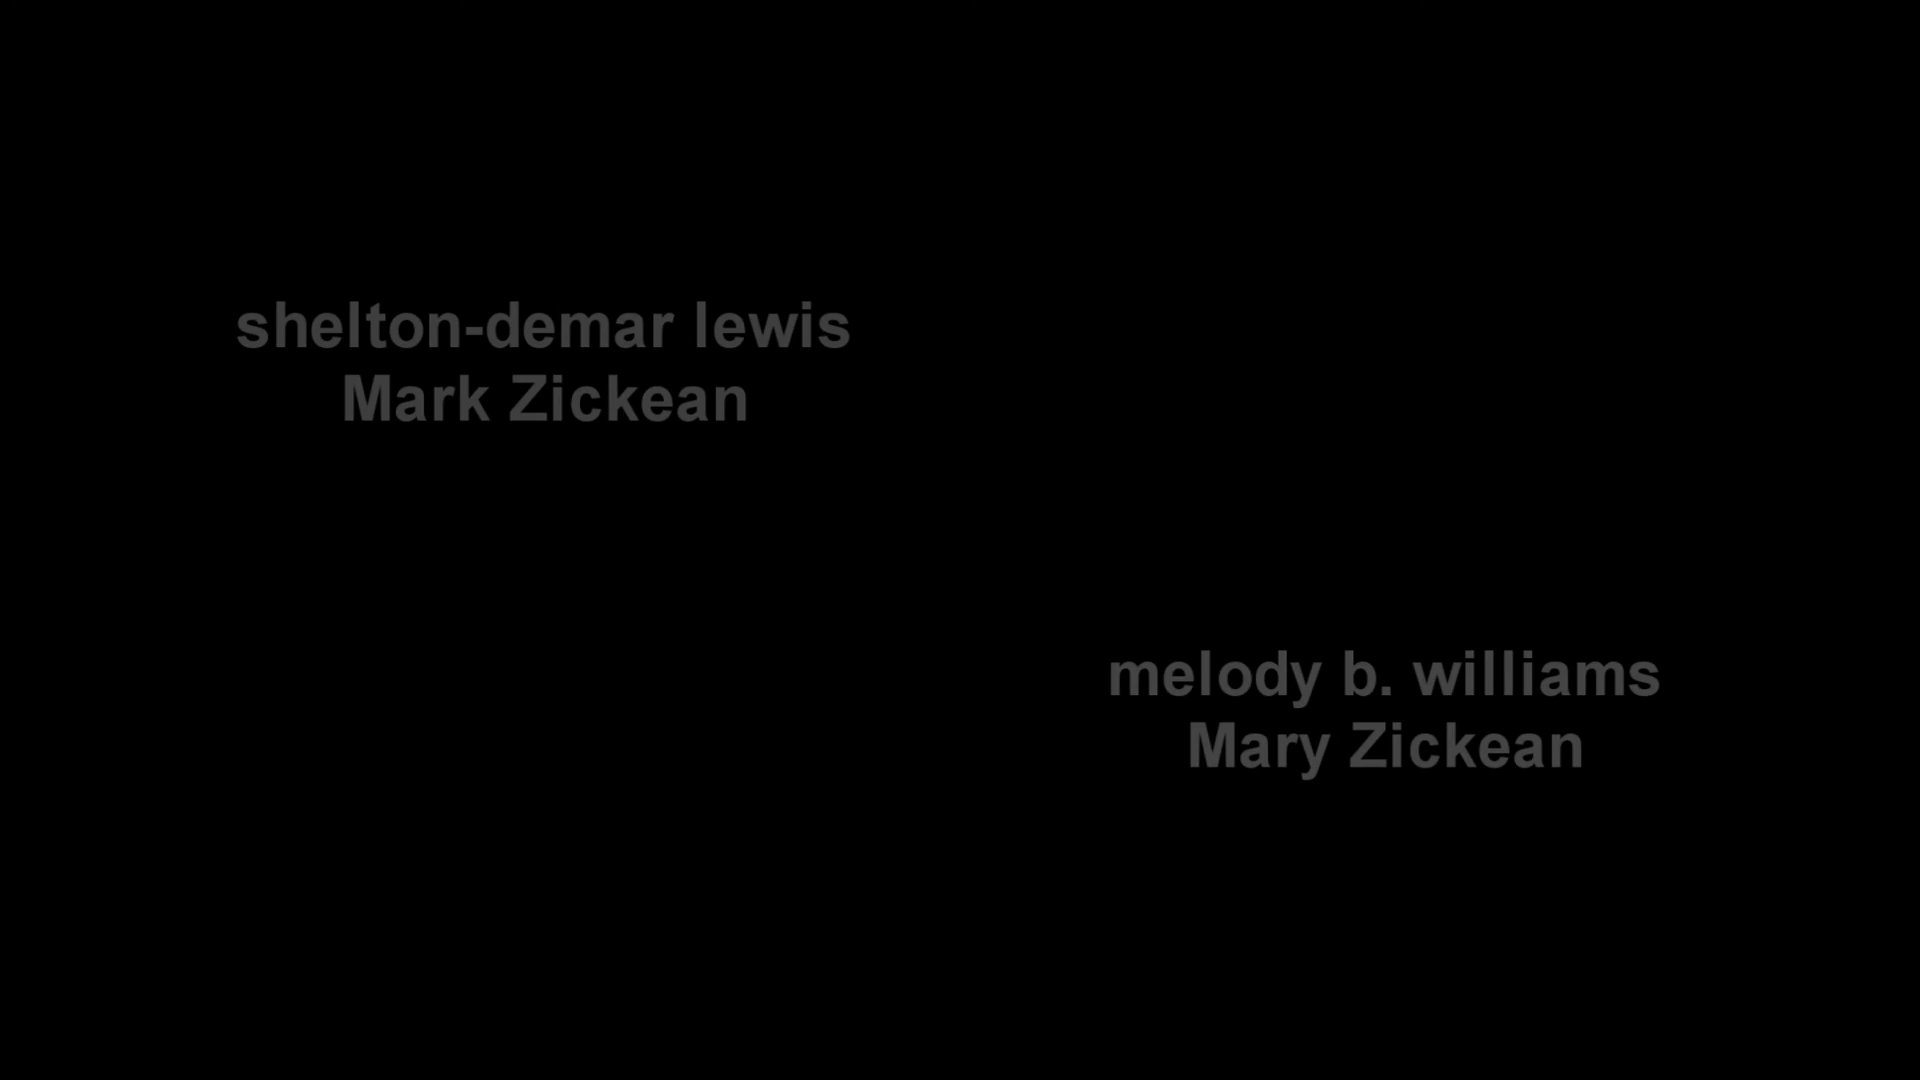 shelton-demar lewis
Mark Zickean
melody b. williams
Mary Zickean